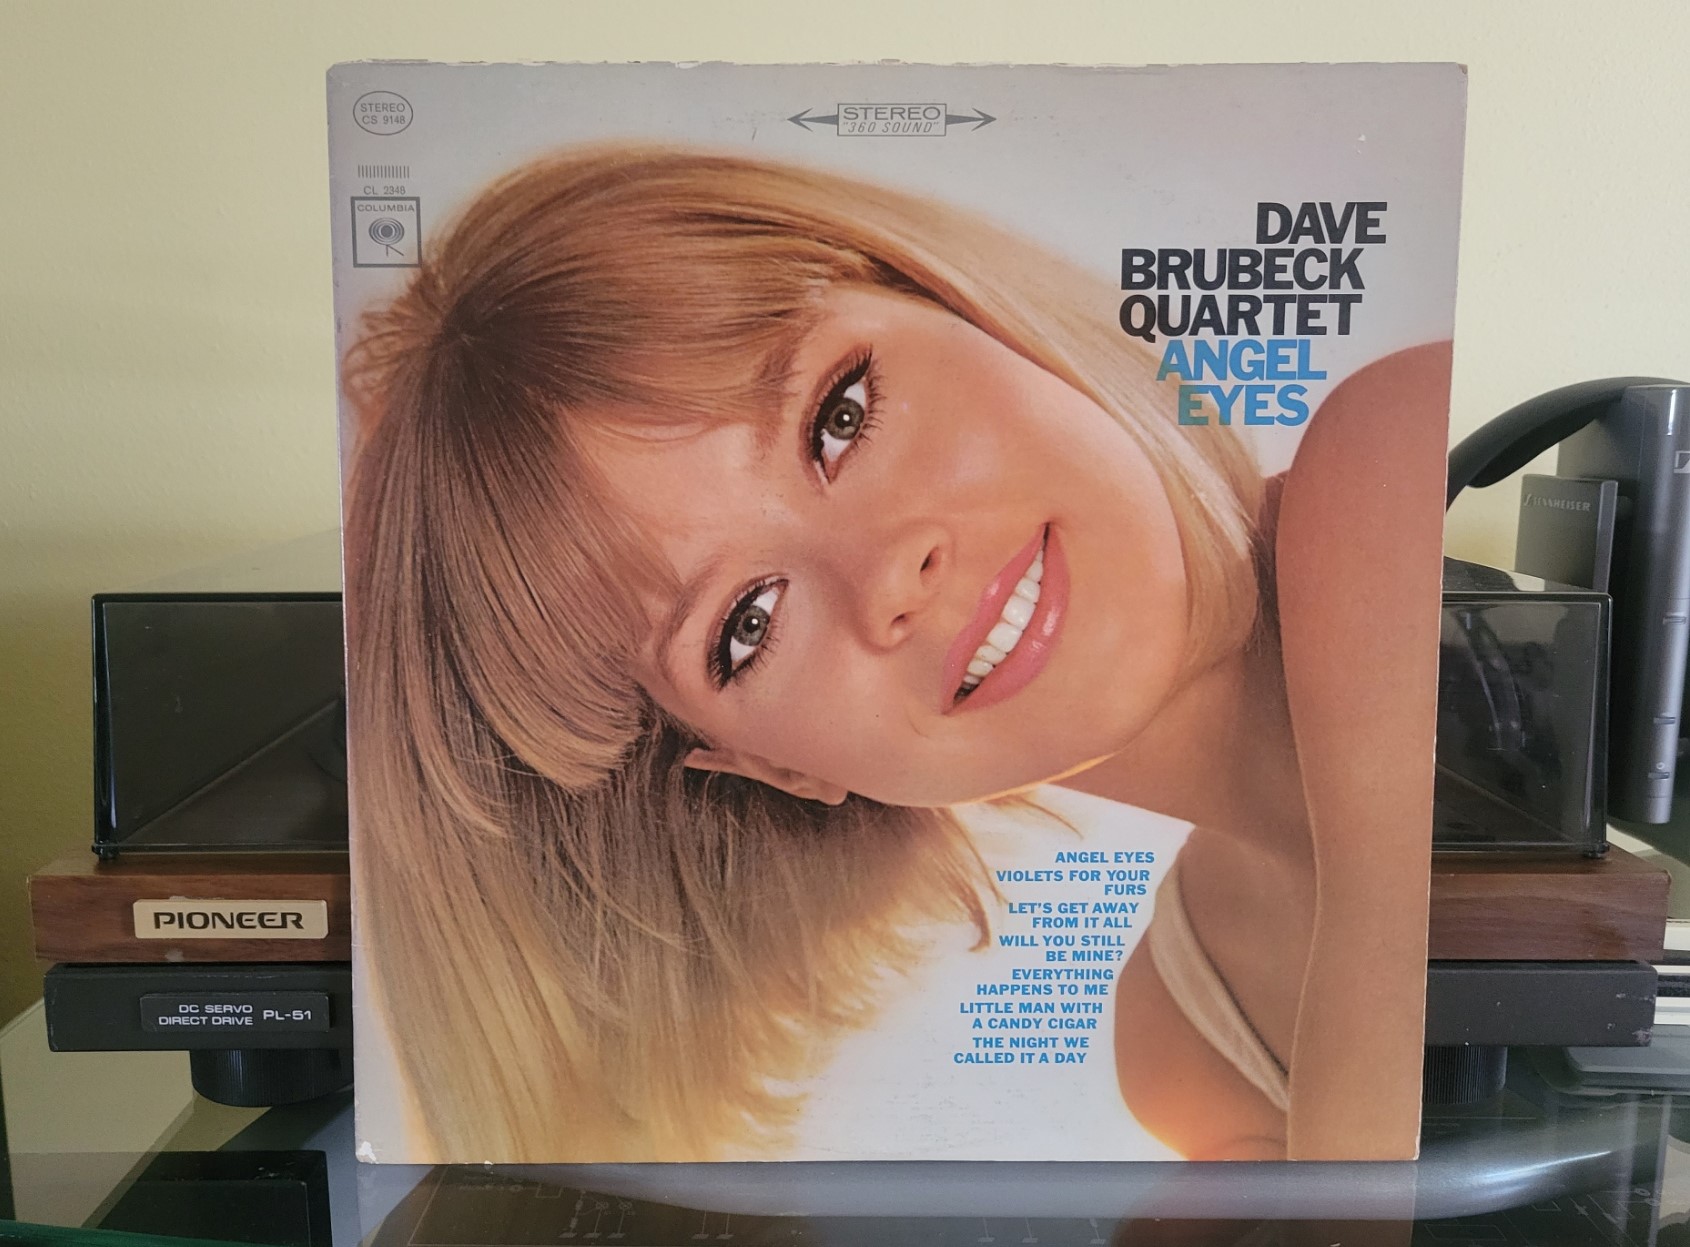 STEREO
CS 9148
STEREO
"360 SOUND"
CL 2348
COLUMBIA
DAVE
BRUBECK
QUARTET
ANGEL
EYES
SENNHEISER
ANGEL EYES
VIOLETS FOR YOUR
FURS
LET'S GET AWAY
FROM IT ALL
WILL YOU STILL
BE MINE?
EVERYTHING
HAPPENS TO ME
LITTLE MAN WITH
A CANDY CIGAR
THE NIGHT WE
CALLED IT A DAY
PIONEER
DC SERVO
DIRECT DRIVE PL-51